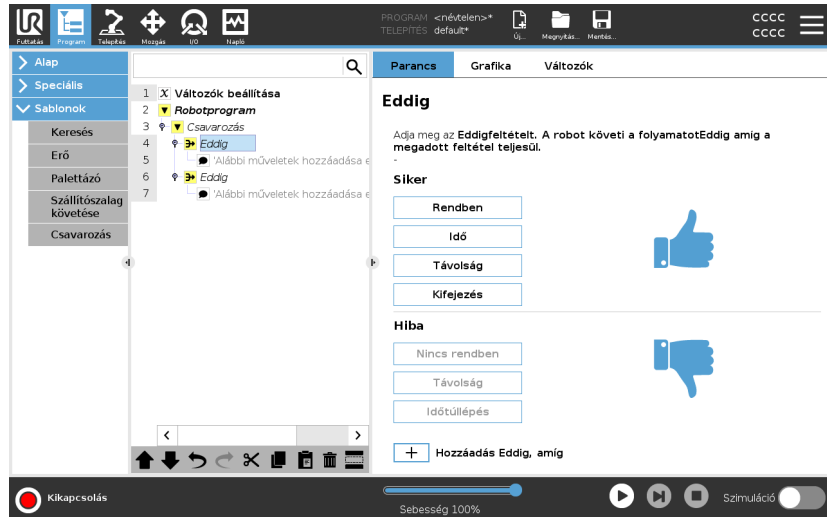 UR
Futtatás
Program
Telepítés
Mozgás
I/O
Napló
PROGRAM <névtelen>*
TELEPÍTÉS default*
Új...
Megnyitás...
Mentés...
CCCC
CCCC
Alap
Speciális
Sablonok
Keresés
Erő
Palettázó
Szállítószalag
követése
Csavarozás
1 X Változók beállítása
2 Robotprogram
3 Csavarozás
4 Eddig
5 'Alábbi műveletek hozzáadása e
6 Eddig
7 'Alábbi műveletek hozzáadása e
Parancs
Grafika
Változók
Eddig
Adja meg az Eddigfeltételt. A robot követi a folyamatotEddig amíg a
megadott feltétel teljesül.
-
Siker
Rendben
Idő
Távolság
Kifejezés
Hiba
Nincs rendben
Távolság
Időtúllépés
+ Hozzáadás Eddig, amíg
Kikapcsolás
Sebesség 100%
Szimuláció